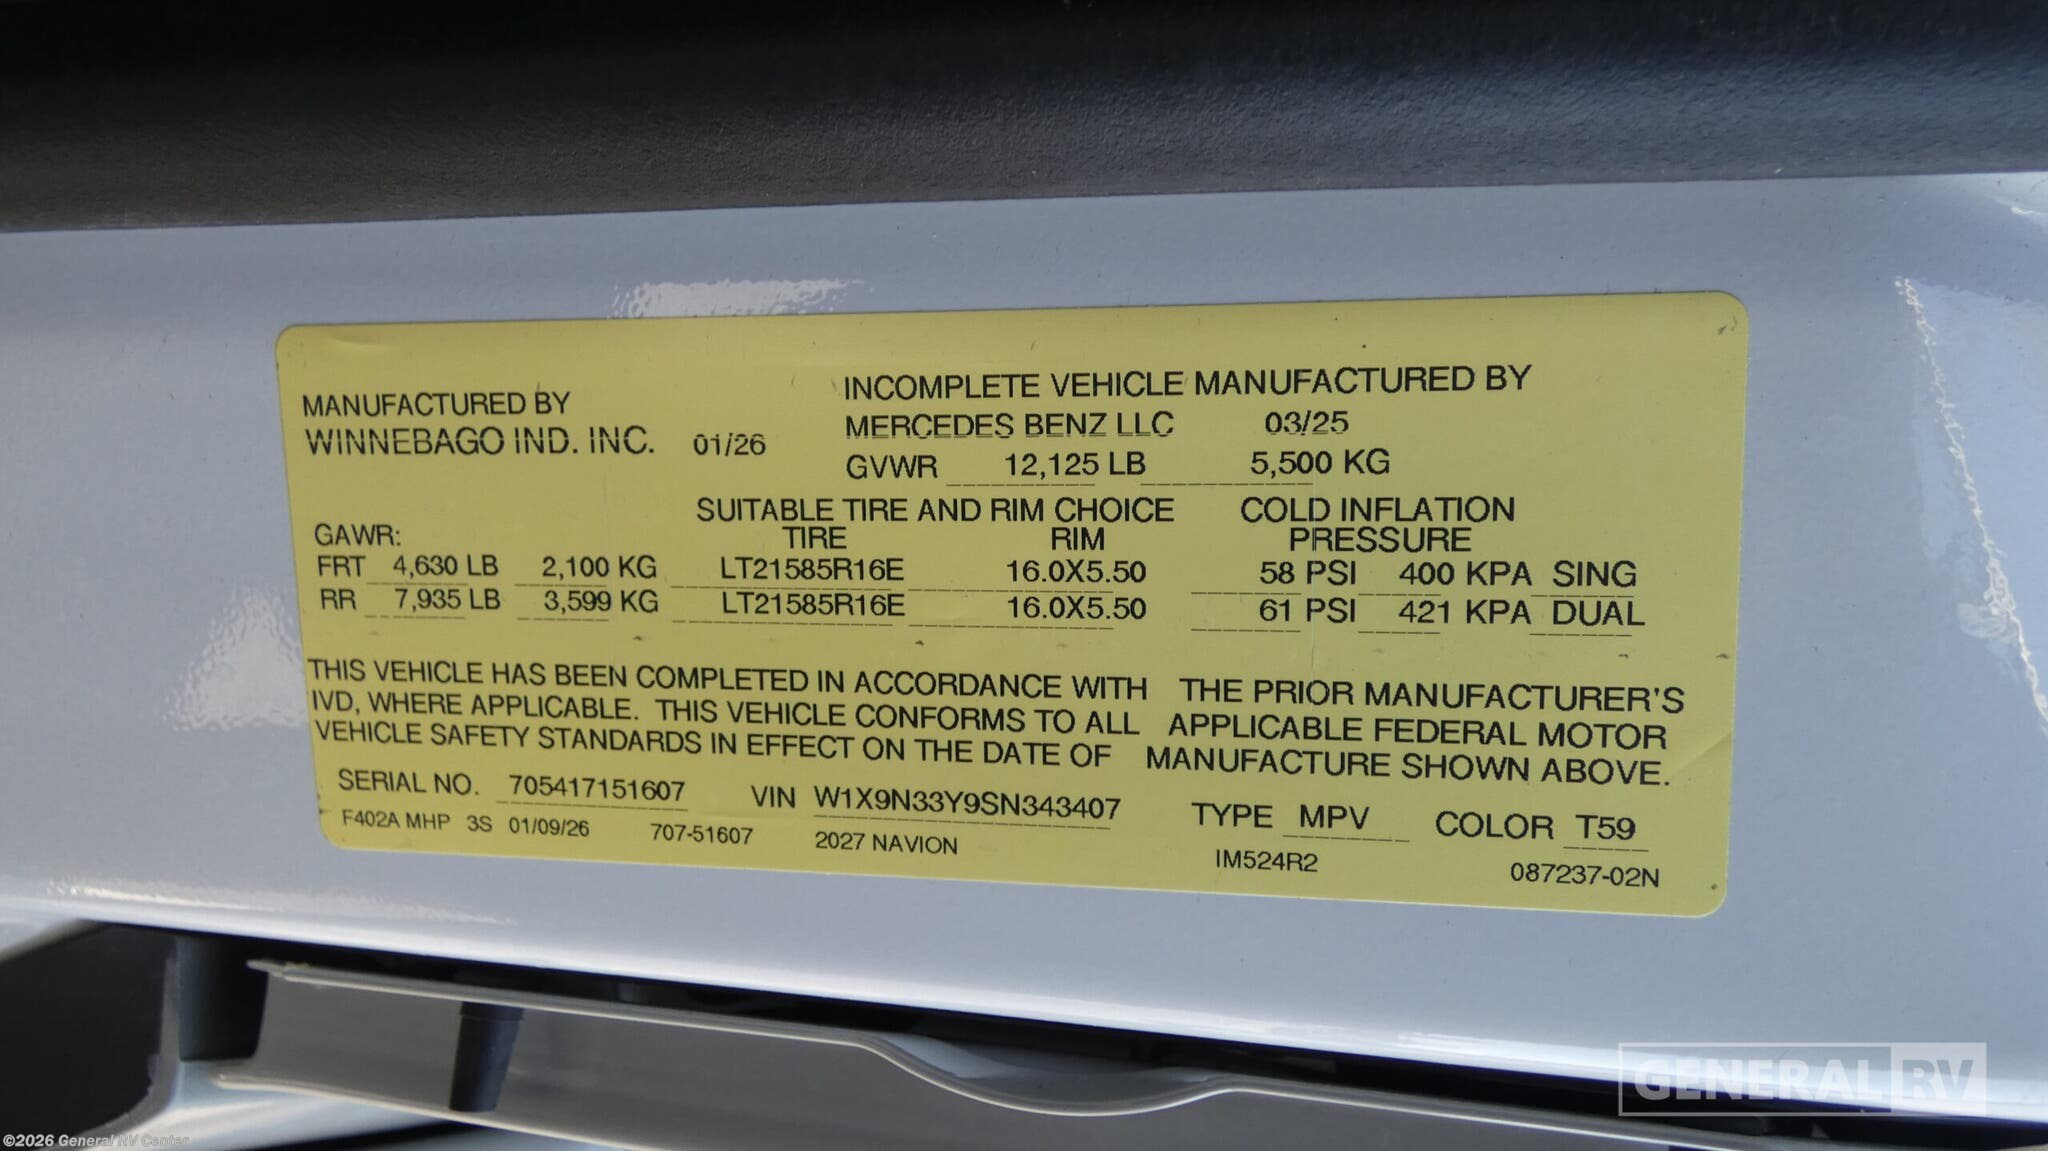 MANUFACTURED BY
WINNEBAGO IND. INC. 01/26
INCOMPLETE VEHICLE MANUFACTURED BY
MERCEDES BENZ LLC 03/25
GVWR 12,125 LB 5,500 KG
SUITABLE TIRE AND RIM CHOICE COLD INFLATION
GAWR: TIRE RIM PRESSURE
FRT 4,630 LB 2,100 KG LT21585R16E 16.0X5.50 58 PSI 400 KPA SING
RR 7,935 LB 3,599 KG LT21585R16E 16.0X5.50 61 PSI 421 KPA DUAL
THIS VEHICLE HAS BEEN COMPLETED IN ACCORDANCE WITH THE PRIOR MANUFACTURER'S
IVD, WHERE APPLICABLE. THIS VEHICLE CONFORMS TO ALL APPLICABLE FEDERAL MOTOR
VEHICLE SAFETY STANDARDS IN EFFECT ON THE DATE OF MANUFACTURE SHOWN ABOVE.
SERIAL NO. 705417151607 VIN W1X9N33Y9SN343407 TYPE MPV COLOR T59
F402A MHP 3S 01/09/26 707-51607 2027 NAVION IM524R2 087237-02N
GENERAL RV
©2026 General RV Center